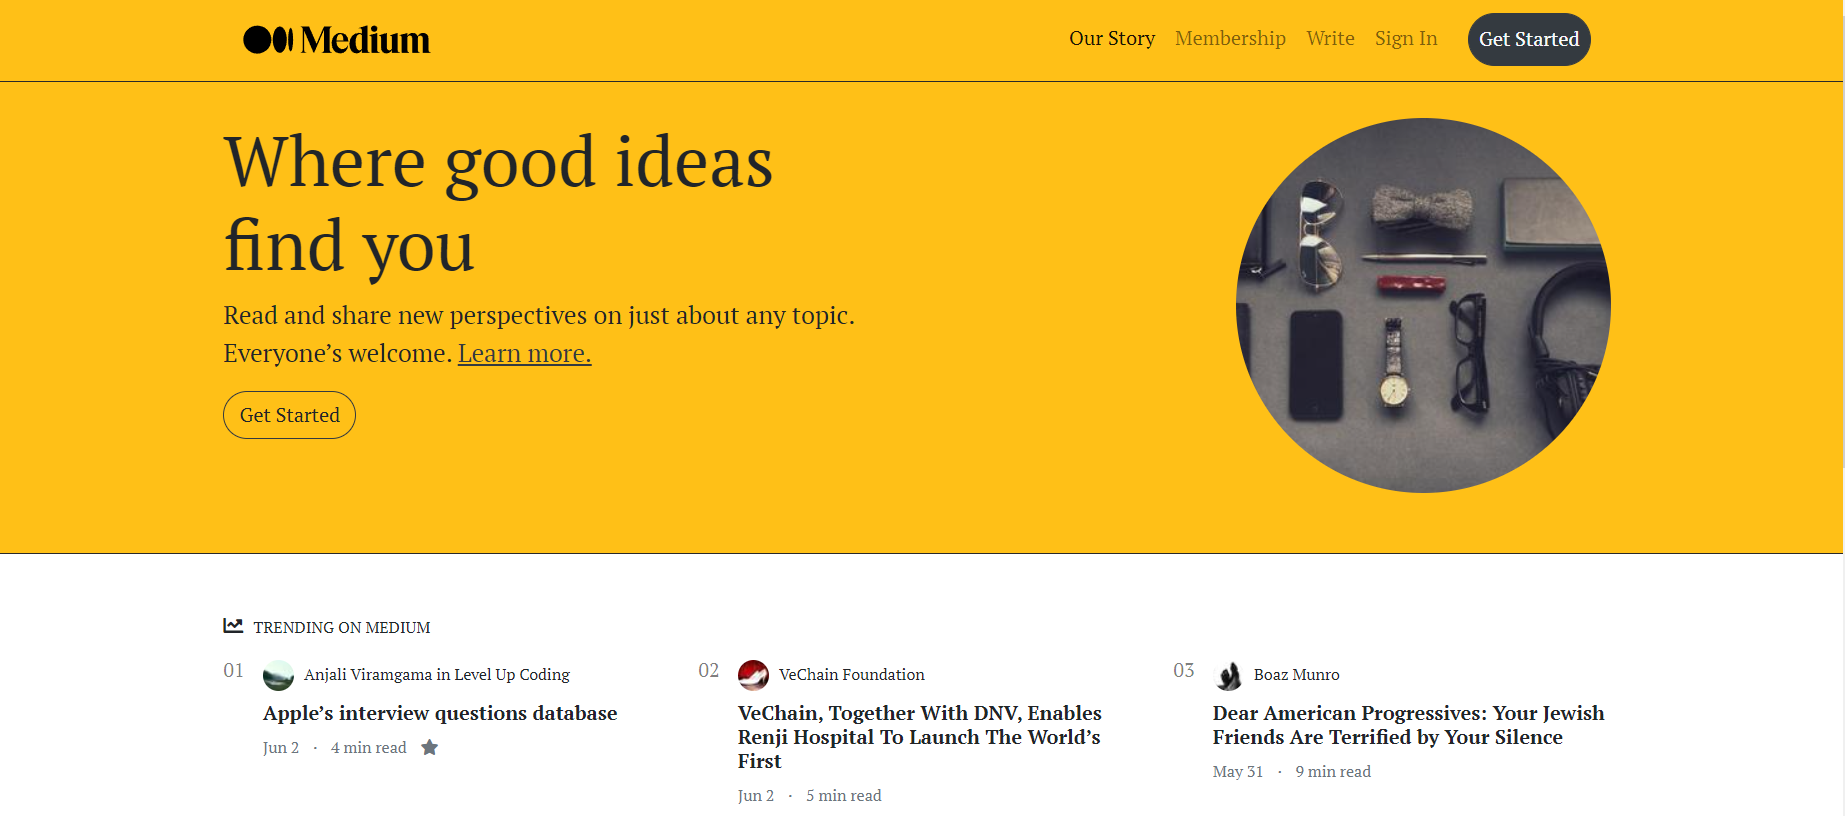 Medium
Our Story Membership Write Sign In Get Started
Where good ideas
find you
Read and share new perspectives on just about any topic.
Everyone’s welcome. Learn more.
Get Started
TRENDING ON MEDIUM
01
Anjali Viramgama in Level Up Coding
Apple’s interview questions database
Jun 2 · 4 min read
02
VeChain Foundation
VeChain, Together With DNV, Enables
Renji Hospital To Launch The World’s
First
Jun 2 · 5 min read
03
Boaz Munro
Dear American Progressives: Your Jewish
Friends Are Terrified by Your Silence
May 31 · 9 min read